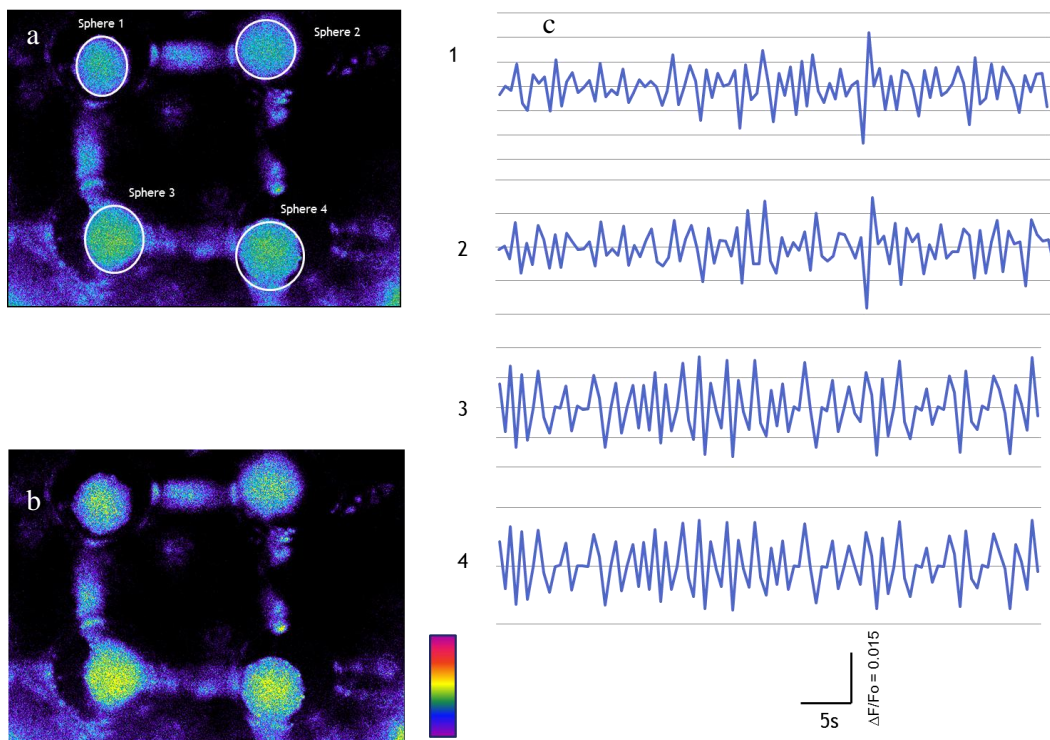 a
Sphere 1
Sphere 2
Sphere 3
Sphere 4
b
c
1
2
3
4
5s
ΔF/Fo = 0.015